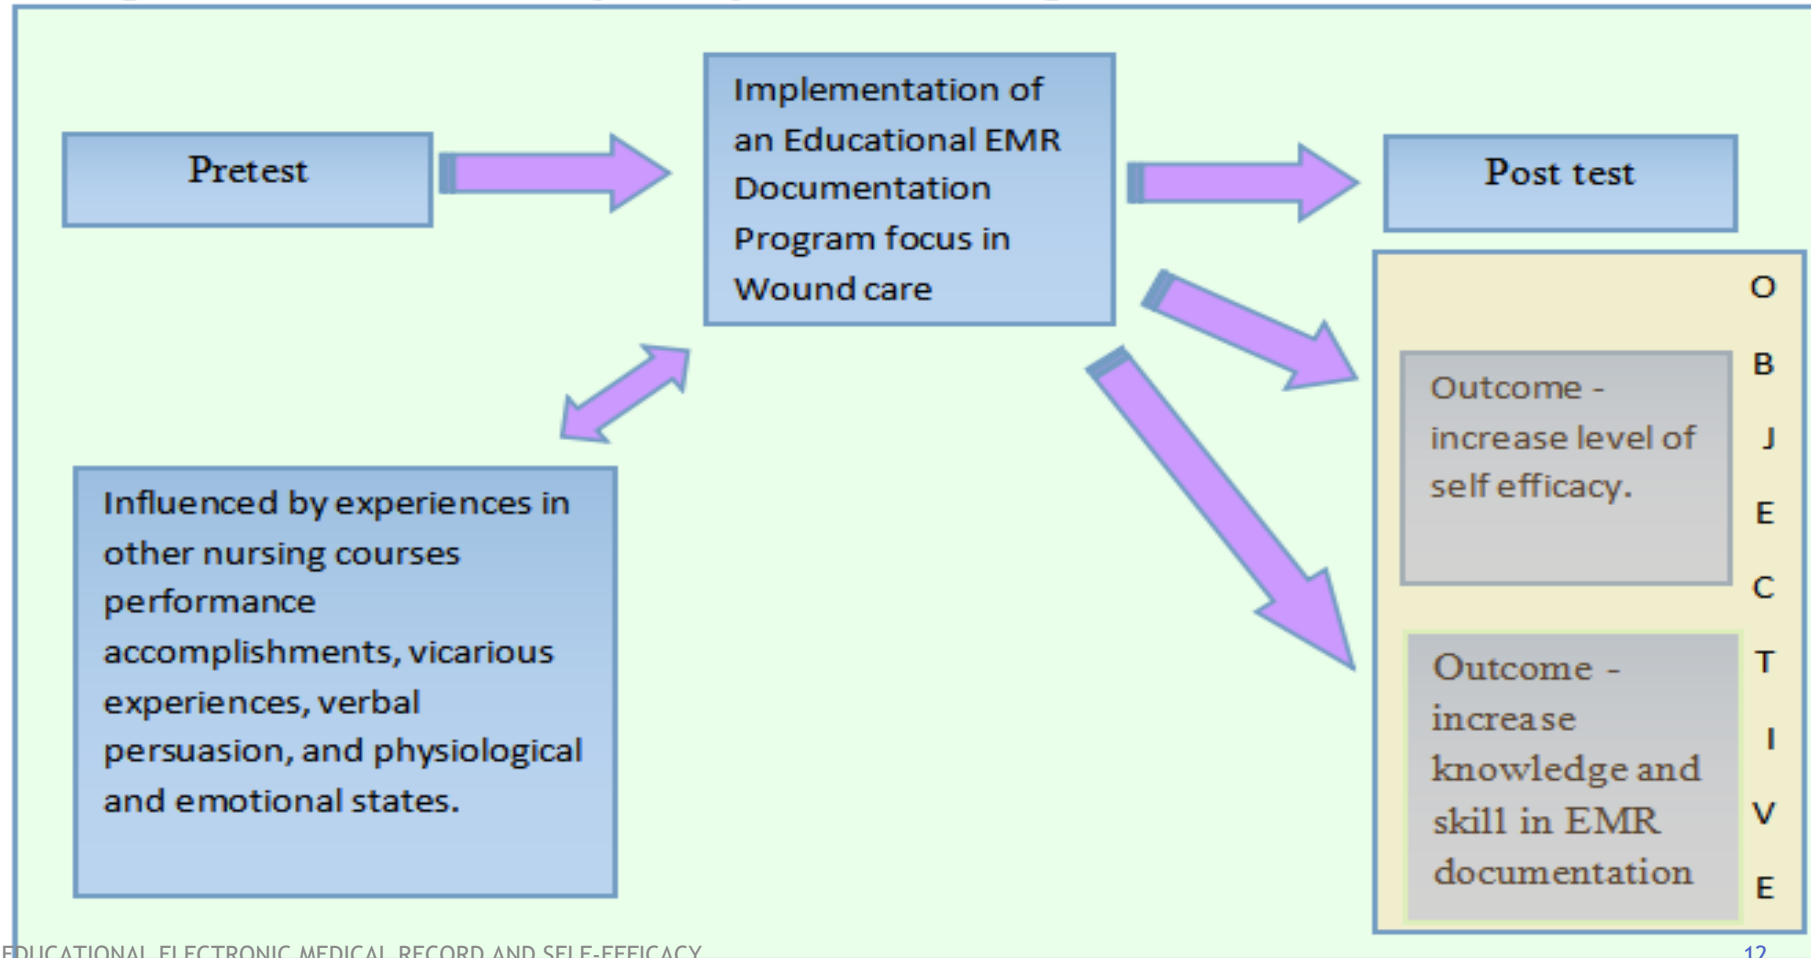 Pretest
Implementation of
an Educational EMR
Documentation
Program focus in
Wound care
Post test
Influenced by experiences in
other nursing courses
performance
accomplishments, vicarious
experiences, verbal
persuasion, and physiological
and emotional states.
Outcome -
increase level of
self efficacy.
Outcome -
increase
knowledge and
skill in EMR
documentation
O
B
J
E
C
T
I
V
E
EDUCATIONAL ELECTRONIC MEDICAL RECORD AND SELF-EFFICACY
12